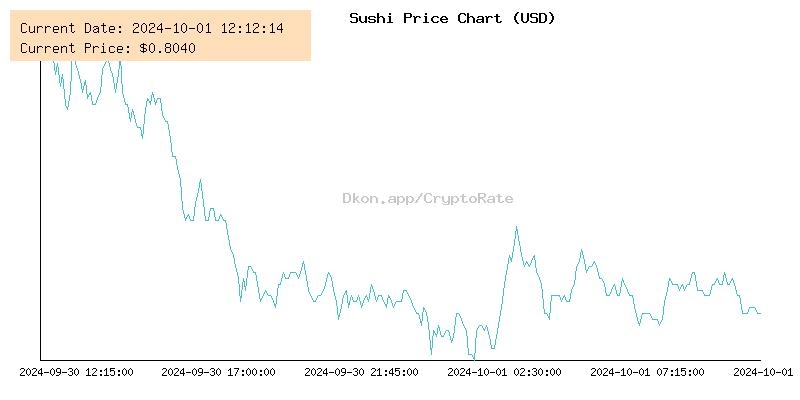 Sushi Price Chart (USD)
Current Date: 2024-10-01 12:12:14
Current Price: $0.8040
Dkon.app/CryptoRate
2024-09-30 12:15:00 2024-09-30 17:00:00 2024-09-30 21:45:00 2024-10-01 02:30:00 2024-10-01 07:15:00 2024-10-01